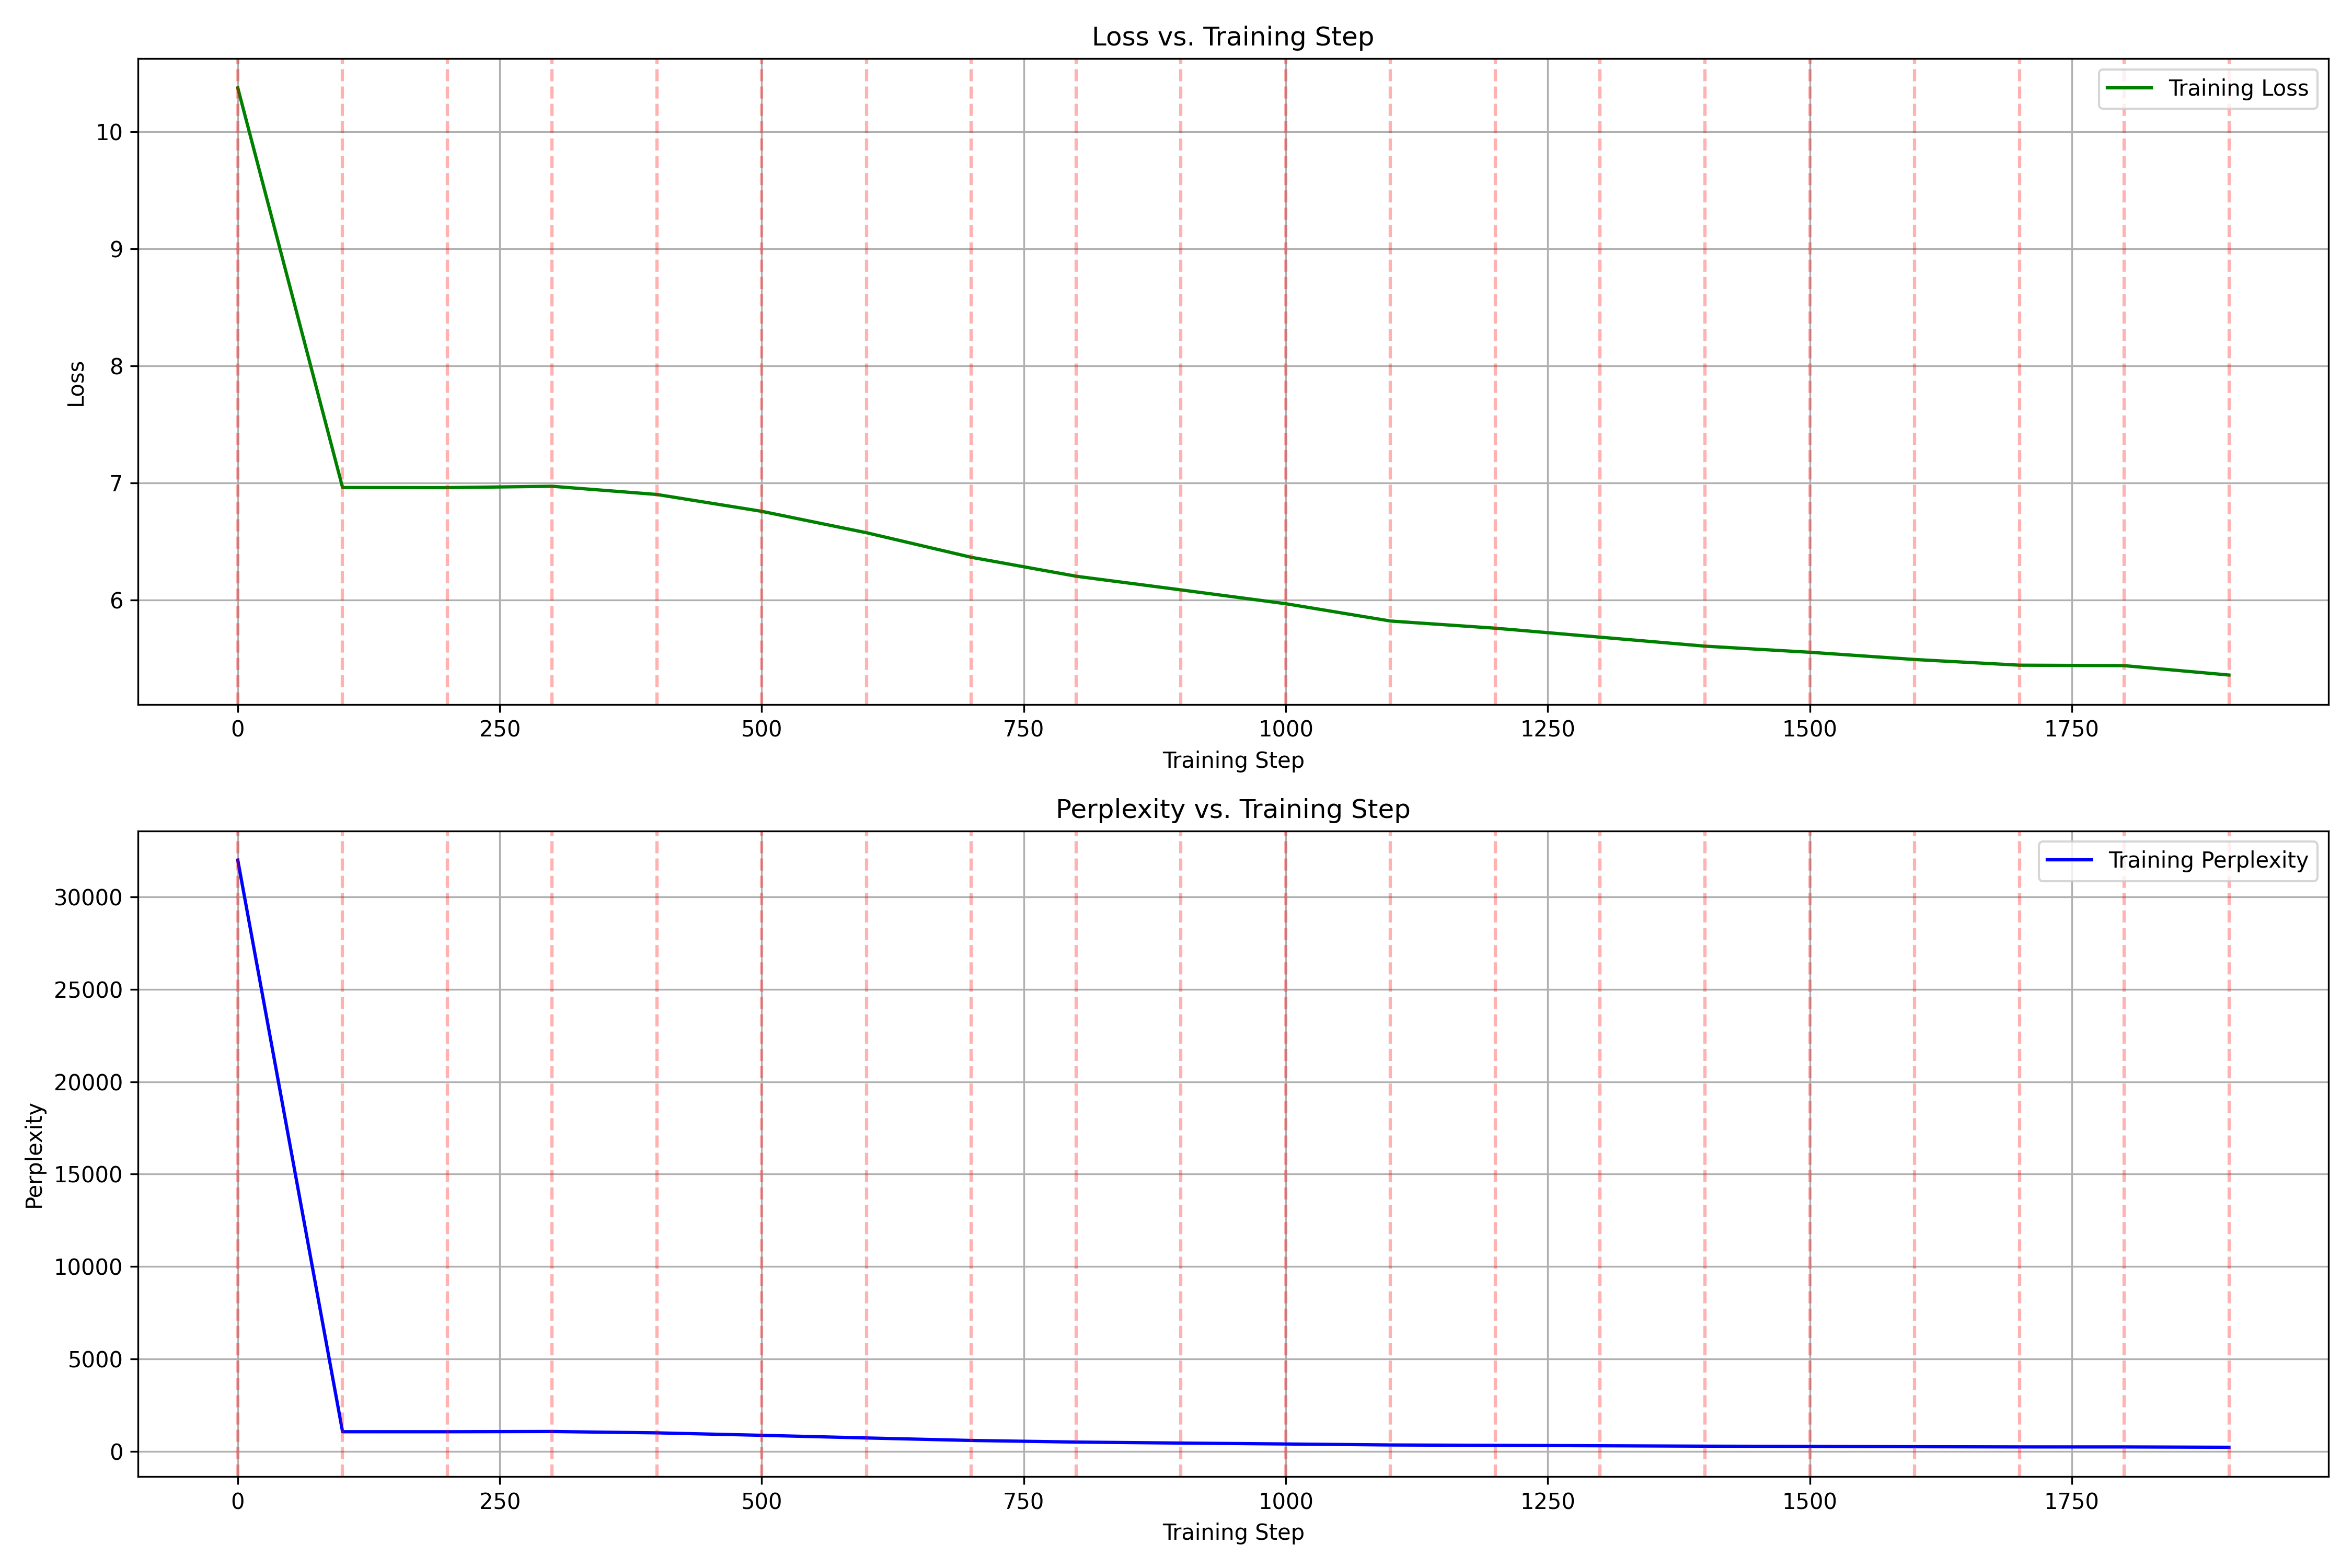 Loss vs. Training Step
Training Loss
10
9
8
7
6
Loss
0 250 500 750 1000 1250 1500 1750
Training Step
Perplexity vs. Training Step
Training Perplexity
30000
25000
20000
15000
10000
5000
0
Perplexity
0 250 500 750 1000 1250 1500 1750
Training Step